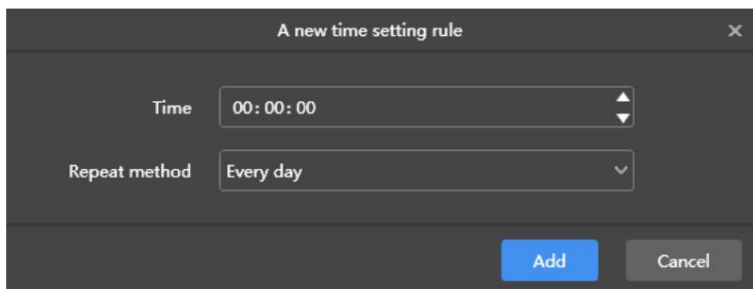 A new time setting rule
Time 00:00:00
Repeat method Every day
Add Cancel